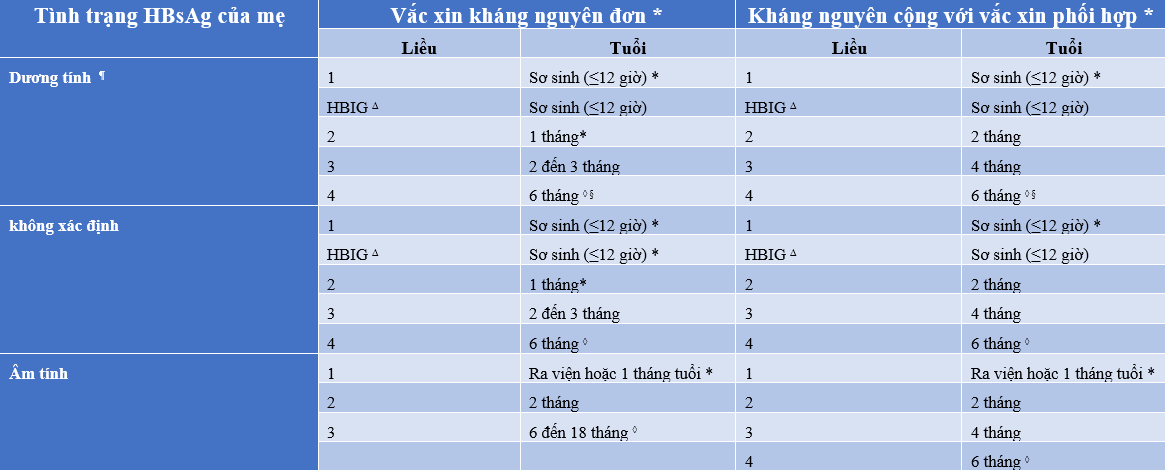 Tình trạng HBsAg của mẹ Vắc xin kháng nguyên đơn * Kháng nguyên cộng với vắc xin phối hợp *
Liều Tuổi Liều Tuổi
Dương tính ¶ 1 Sơ sinh (≤12 giờ) * 1 Sơ sinh (≤12 giờ) *
HBIG Δ Sơ sinh (≤12 giờ) HBIG Δ Sơ sinh (≤12 giờ)
2 1 tháng* 2 2 tháng
3 2 đến 3 tháng 3 4 tháng
4 6 tháng ◊ § 4 6 tháng ◊ §
không xác định 1 Sơ sinh (≤12 giờ) * 1 Sơ sinh (≤12 giờ) *
HBIG Δ Sơ sinh (≤12 giờ) * HBIG Δ Sơ sinh (≤12 giờ)
2 1 tháng* 2 2 tháng
3 2 đến 3 tháng 3 4 tháng
4 6 tháng ◊ 4 6 tháng ◊
Âm tính 1 Ra viện hoặc 1 tháng tuổi * 1 Ra viện hoặc 1 tháng tuổi *
2 2 tháng 2 2 tháng
3 6 đến 18 tháng ◊ 3 4 tháng
4 6 tháng ◊